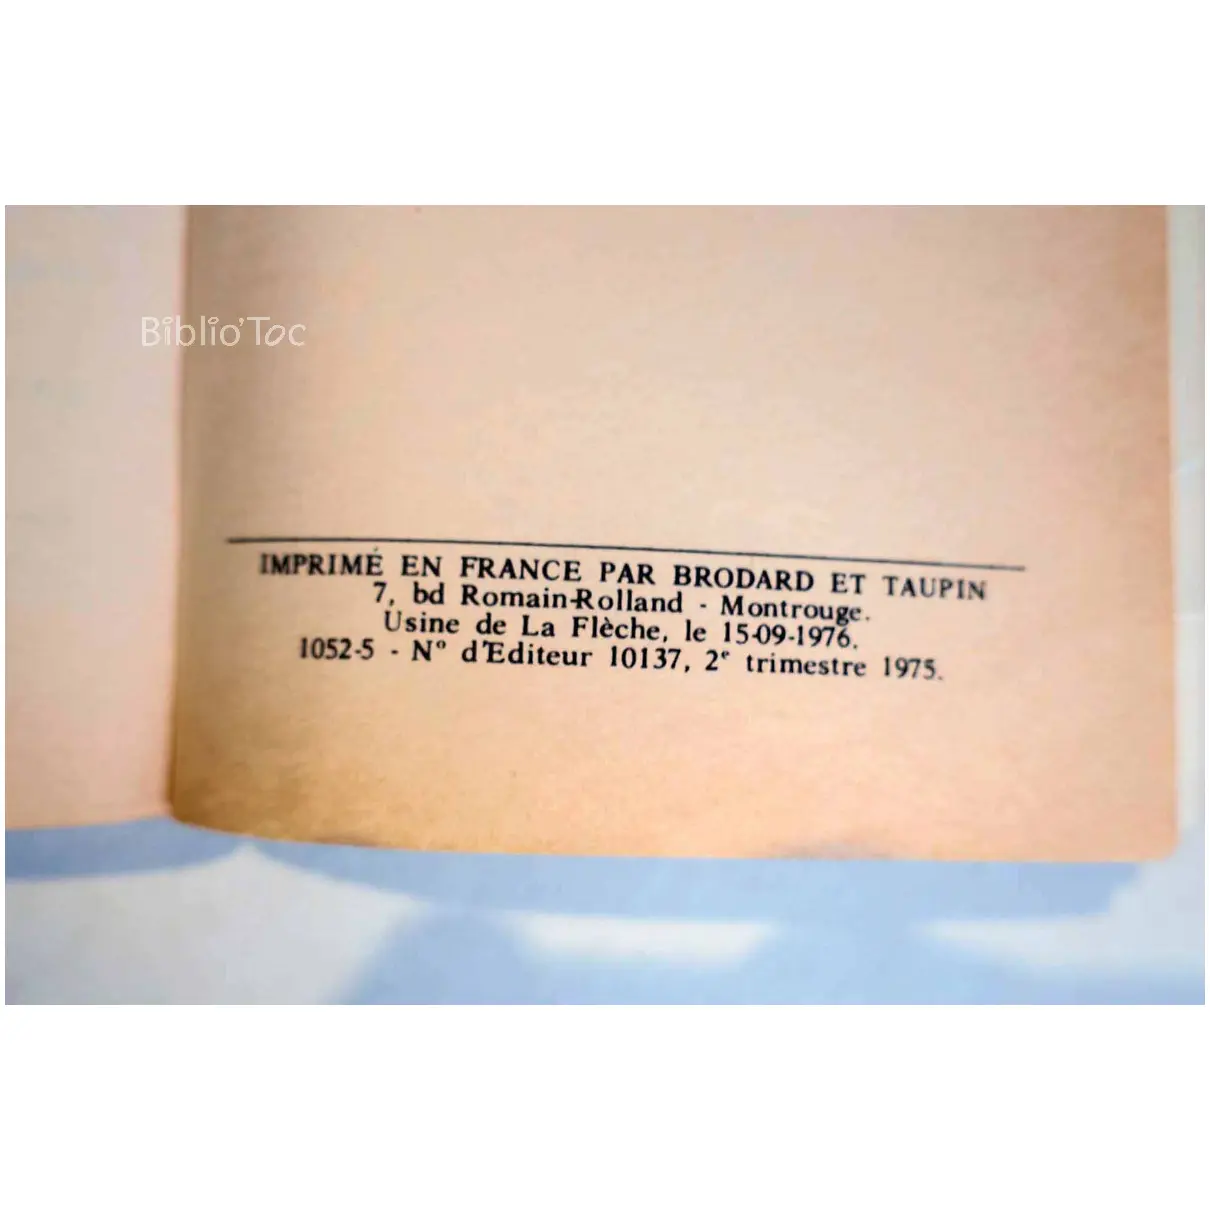 Biblio'Toc
IMPRIMÉ EN FRANCE PAR BRODARD ET TAUPIN
7, bd Romain-Rolland - Montrouge.
Usine de La Flèche, le 15-09-1976.
1052-5 - N° d'Editeur 10137, 2e trimestre 1975.